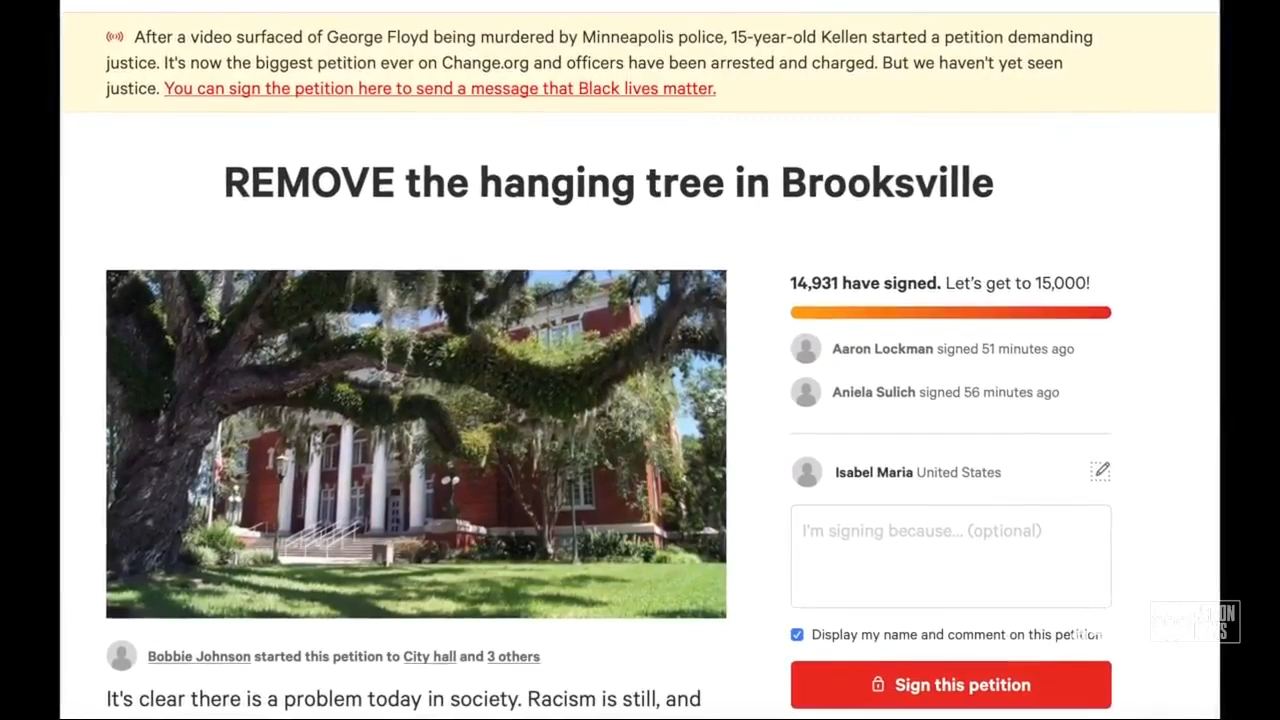 After a video surfaced of George Floyd being murdered by Minneapolis police, 15-year-old Kellen started a petition demanding
justice. It's now the biggest petition ever on Change.org and officers have been arrested and charged. But we haven't yet seen
justice. You can sign the petition here to send a message that Black lives matter.
REMOVE the hanging tree in Brooksville
14,931 have signed. Let's get to 15,000!
Aaron Lockman signed 51 minutes ago
Aniela Sulich signed 56 minutes ago
Isabel Maria United States
I'm signing because... (optional)
Display my name and comment on this petition
Sign this petition
Bobbie Johnson started this petition to City hall and 3 others
It's clear there is a problem today in society. Racism is still, and